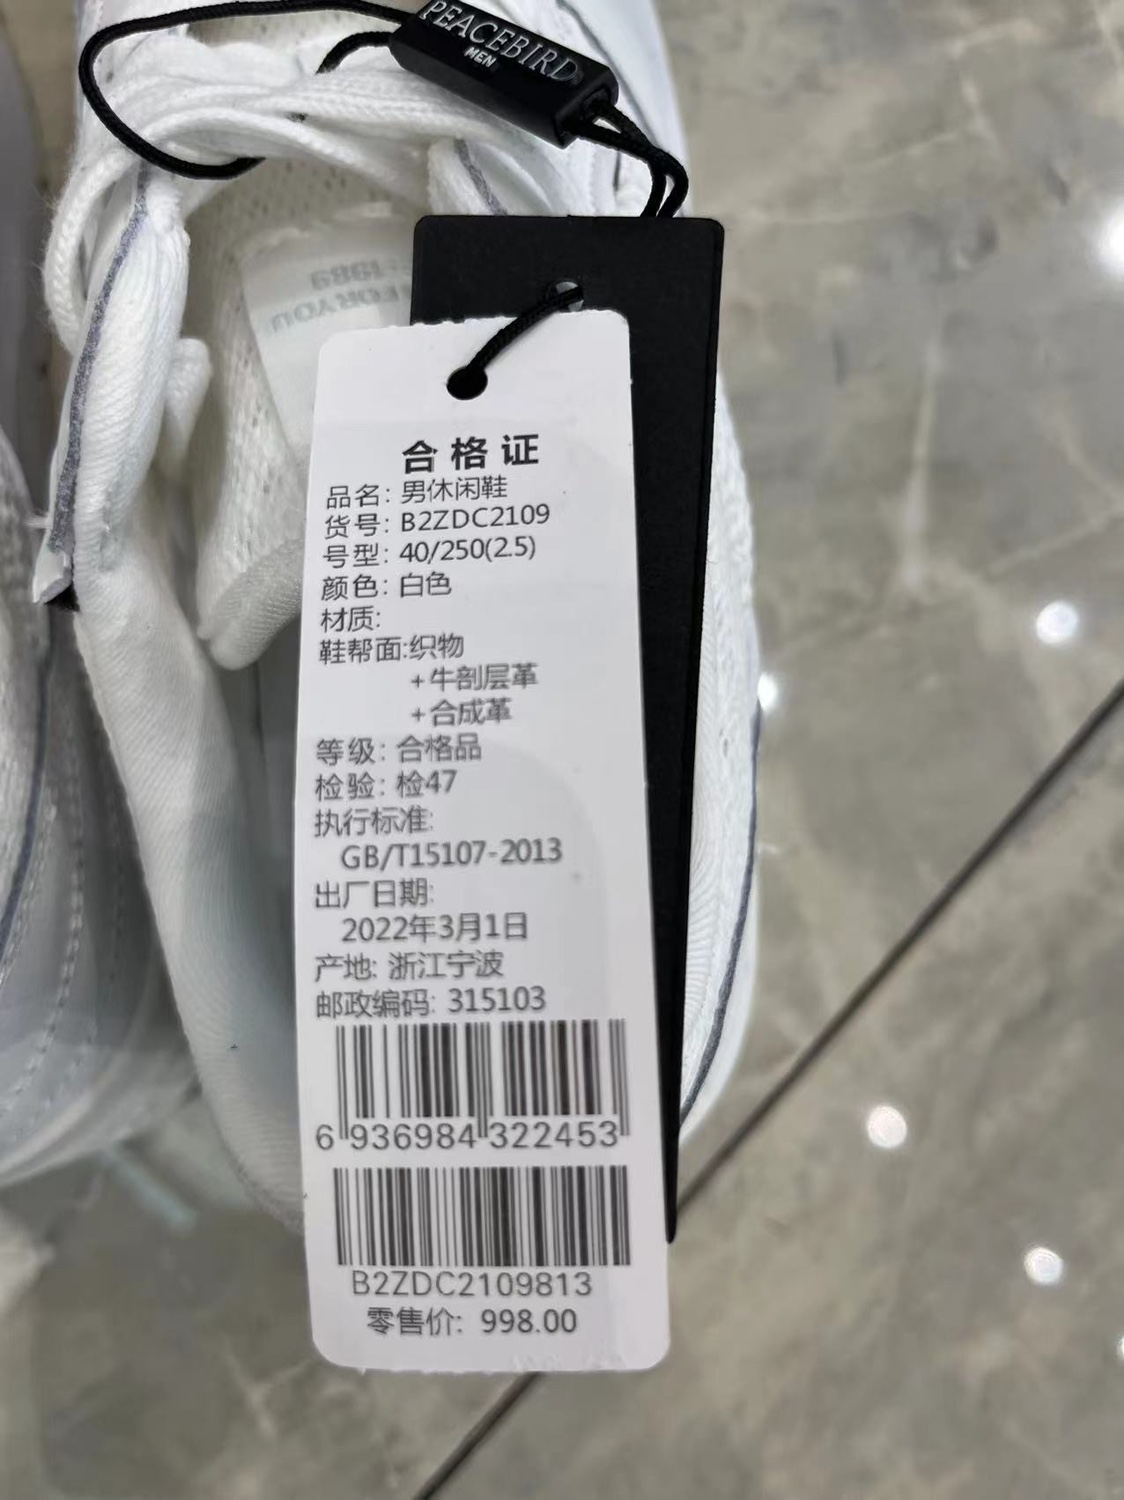 PEACEBIRD
MEN
合格证
品名: 男休闲鞋
货号: B2ZDC2109
号型: 40/250(2.5)
颜色: 白色
材质:
鞋帮面:织物
+牛剖层革
+合成革
等级: 合格品
检验: 检47
执行标准:
GB/T15107-2013
出厂日期:
2022年3月1日
产地: 浙江宁波
邮政编码: 315103
6 936984 322453
B2ZDC2109813
零售价: 998.00